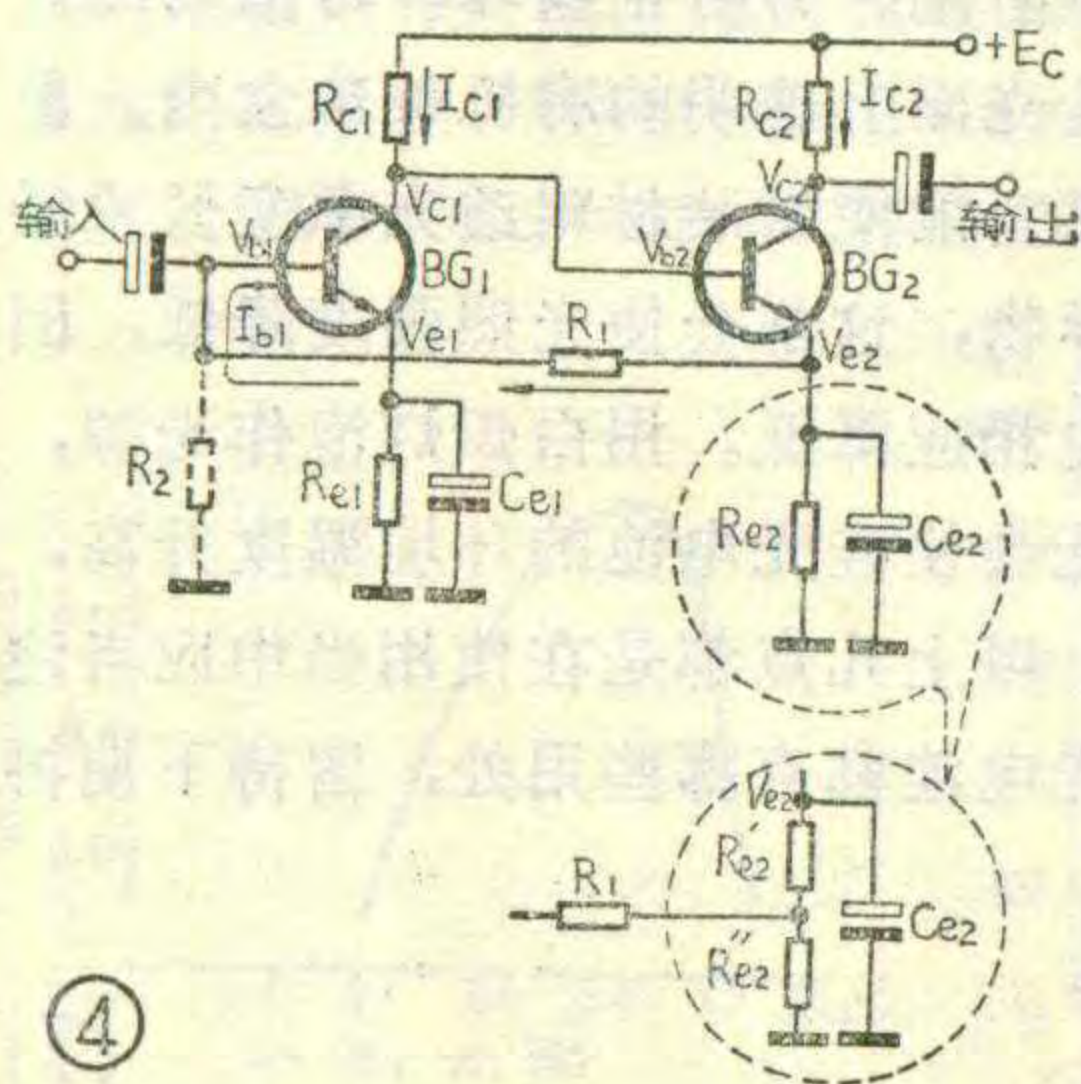 +EC
RC1
IC1
RC2
IC2
VC1
VC2
输入
输出
Vb1
BG1
Vb2
BG2
Ib1
Ve1
R1
Ve2
R2
Re1
Ce1
Re2
Ce2
Ve2
R'e2
R1
Ce2
R''e2
④